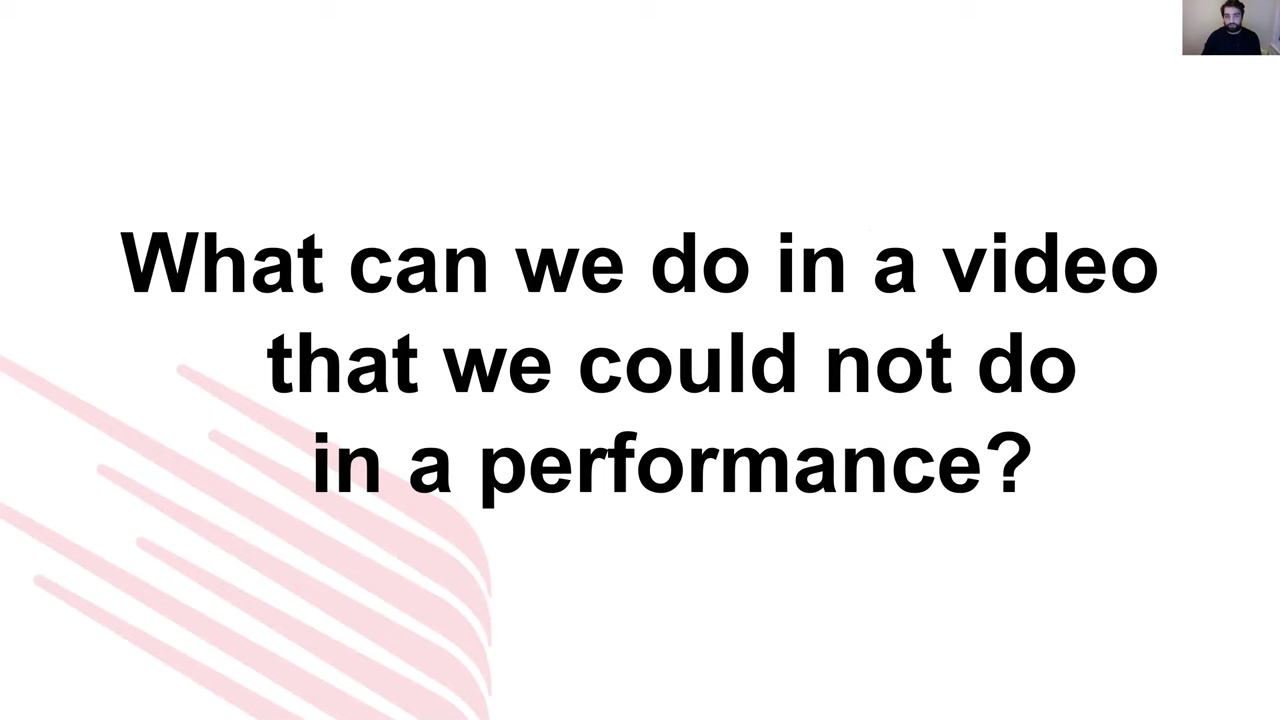 What can we do in a video
that we could not do
in a performance?